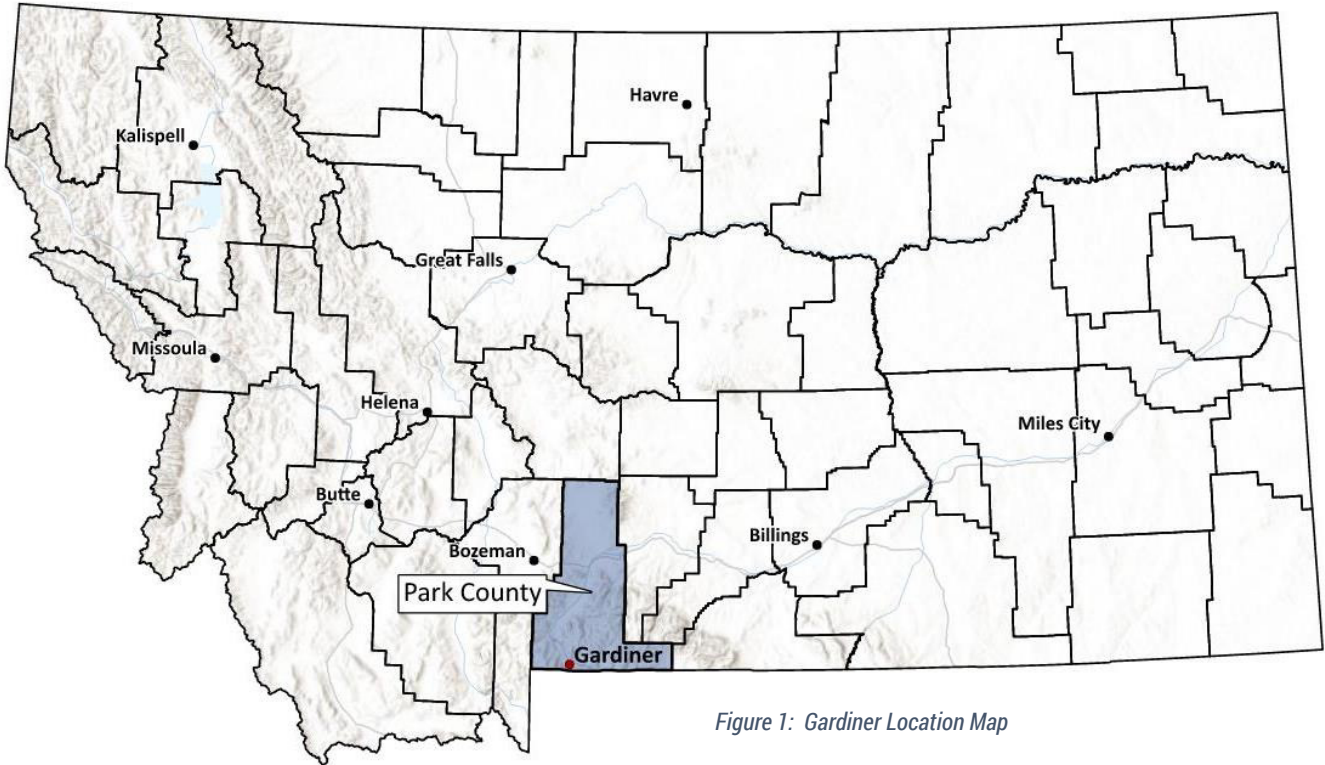 Havre
Kalispell
Great Falls
Missoula
Helena
Miles City
Butte
Billings
Bozeman
Park County
Gardiner
Figure 1: Gardiner Location Map